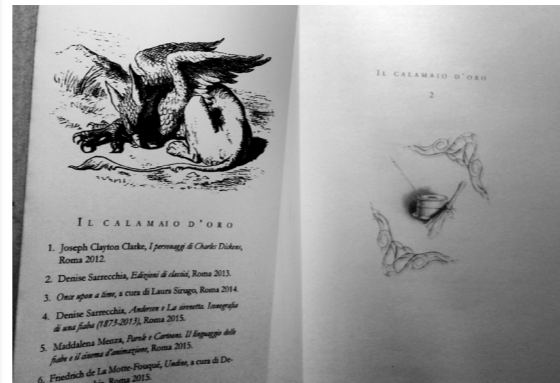 IL CALAMAIO D'ORO
1. Joseph Clayton Clarke, I personaggi di Charles Dickens,
Roma 2012.
2. Denise Sarrecchia, Edizioni di classici, Roma 2013.
3. Once upon a time, a cura di Laura Sirugo, Roma 2014.
4. Denise Sarrecchia, Andersen e La sirenetta. Iconografia
di una fiaba (1873-2013), Roma 2015.
5. Maddalena Menza, Parole e Cartoons. Il linguaggio delle
fiabe e il cinema d'animazione, Roma 2015.
6. Friedrich de La Motte-Fouqué, Undine, a cura di De-
Roma 2015.
IL CALAMAIO D'ORO
2